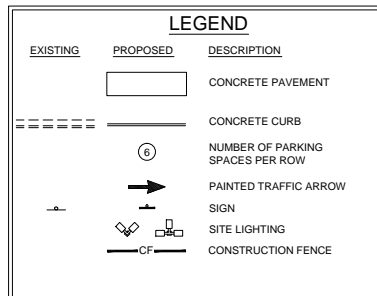 LEGEND
EXISTING PROPOSED DESCRIPTION
CONCRETE PAVEMENT
CONCRETE CURB
6 NUMBER OF PARKING
SPACES PER ROW
PAINTED TRAFFIC ARROW
SIGN
SITE LIGHTING
CF CONSTRUCTION FENCE